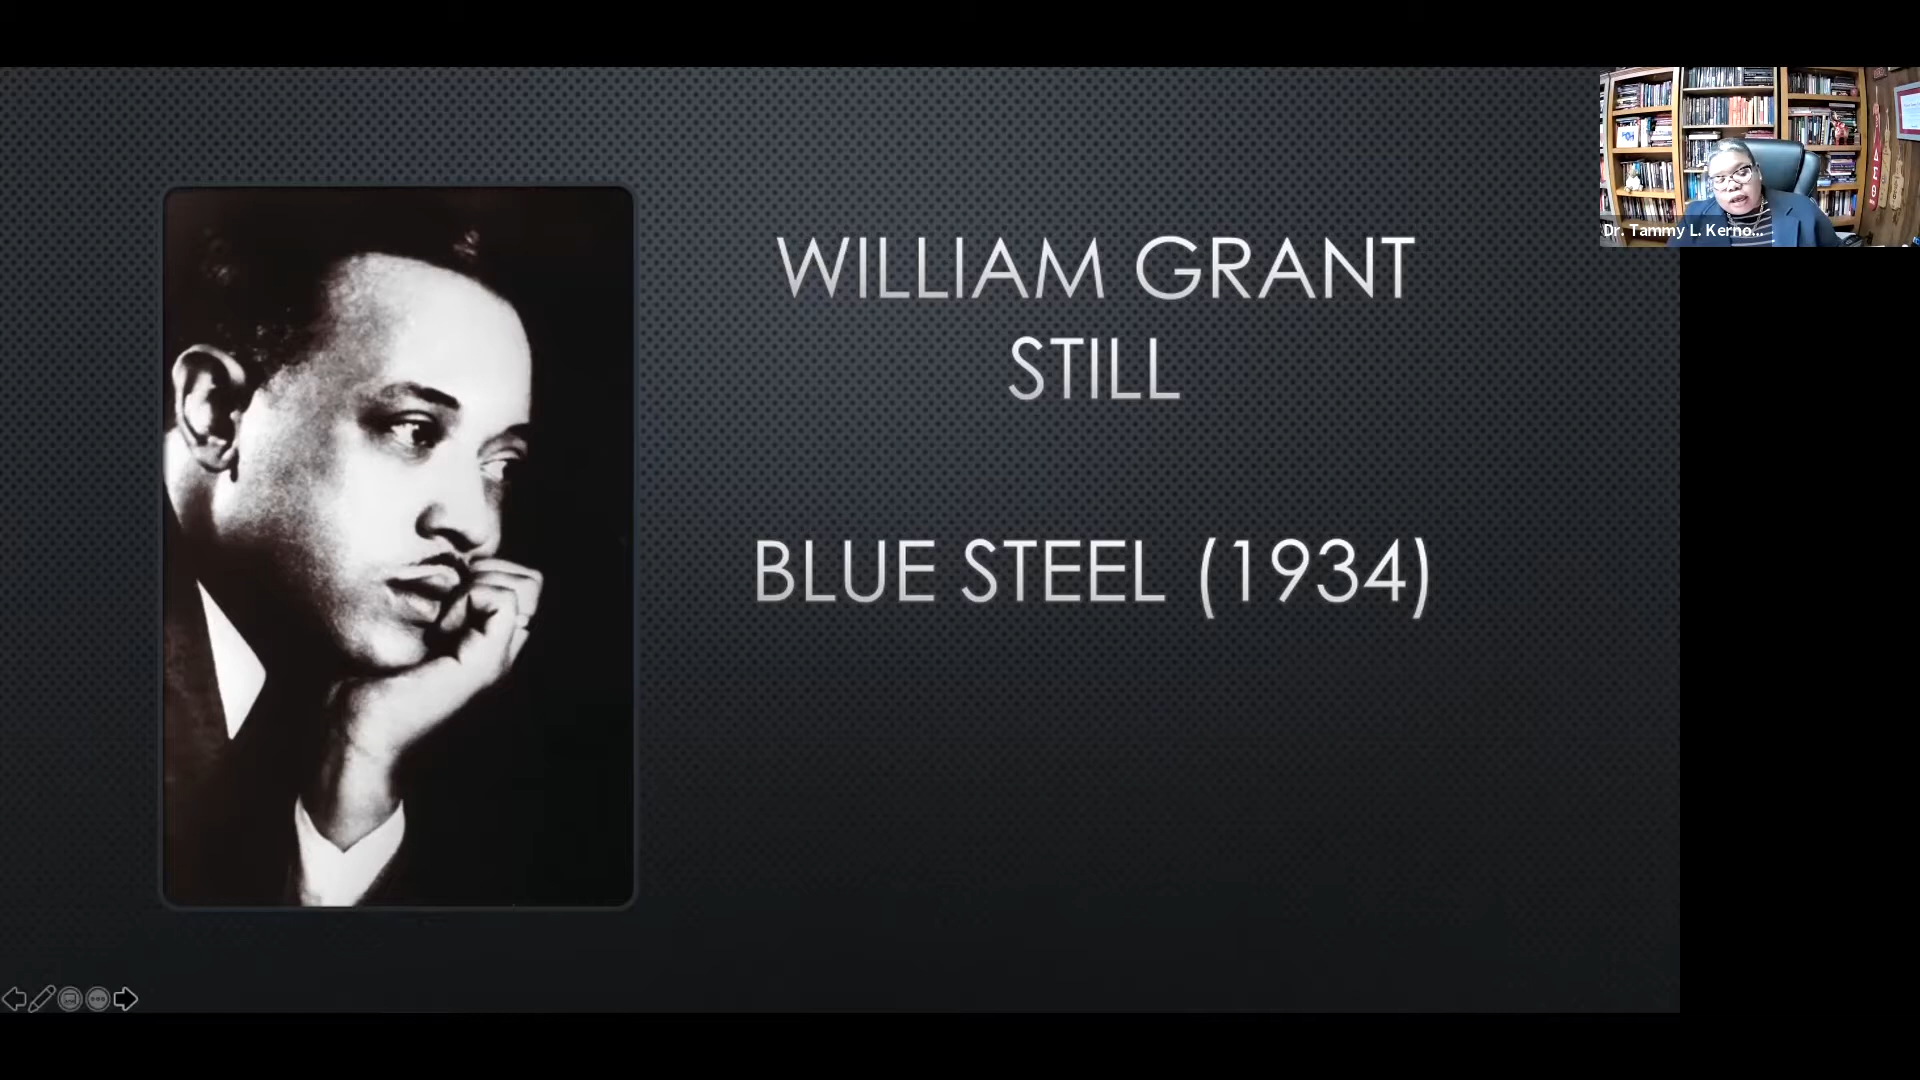 WILLIAM GRANT
STILL
BLUE STEEL (1934)
Dr. Tammy L. Kerno...